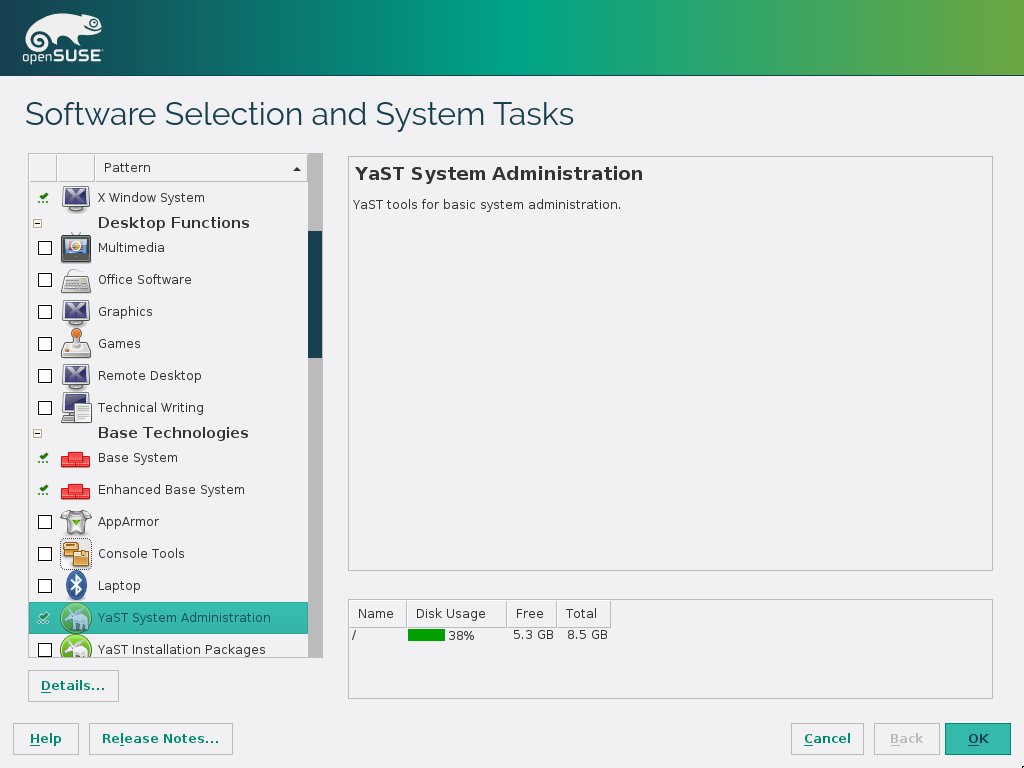 openSUSE
Software Selection and System Tasks
Pattern
X Window System
Desktop Functions
Multimedia
Office Software
Graphics
Games
Remote Desktop
Technical Writing
Base Technologies
Base System
Enhanced Base System
AppArmor
Console Tools
Laptop
YaST System Administration
YaST Installation Packages
Details...
YaST System Administration
YaST tools for basic system administration.
Name Disk Usage Free Total
/ 38% 5.3 GB 8.5 GB
Help Release Notes... Cancel Back OK